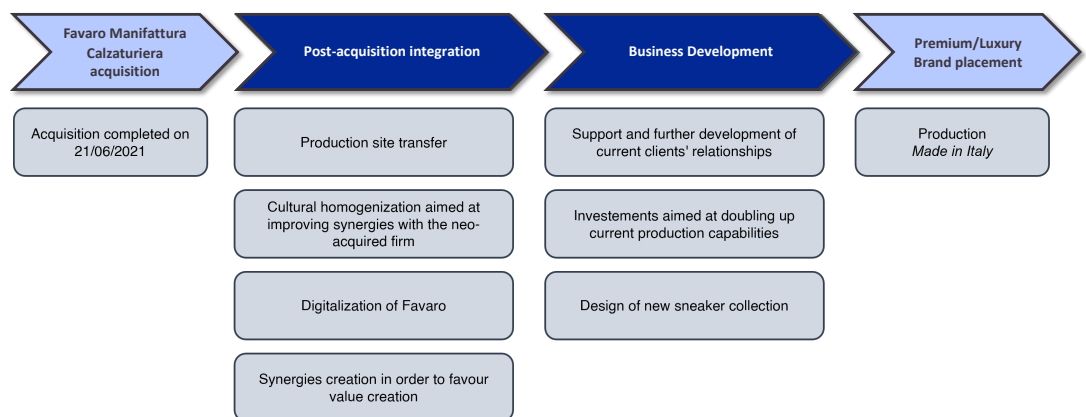 Favaro Manifattura
Calzaturiera
acquisition
Post-acquisition integration
Business Development
Premium/Luxury
Brand placement
Acquisition completed on
21/06/2021
Production site transfer
Cultural homogenization aimed at
improving synergies with the neo-
acquired firm
Digitalization of Favaro
Synergies creation in order to favour
value creation
Support and further development of
current clients' relationships
Investements aimed at doubling up
current production capabilities
Design of new sneaker collection
Production
Made in Italy